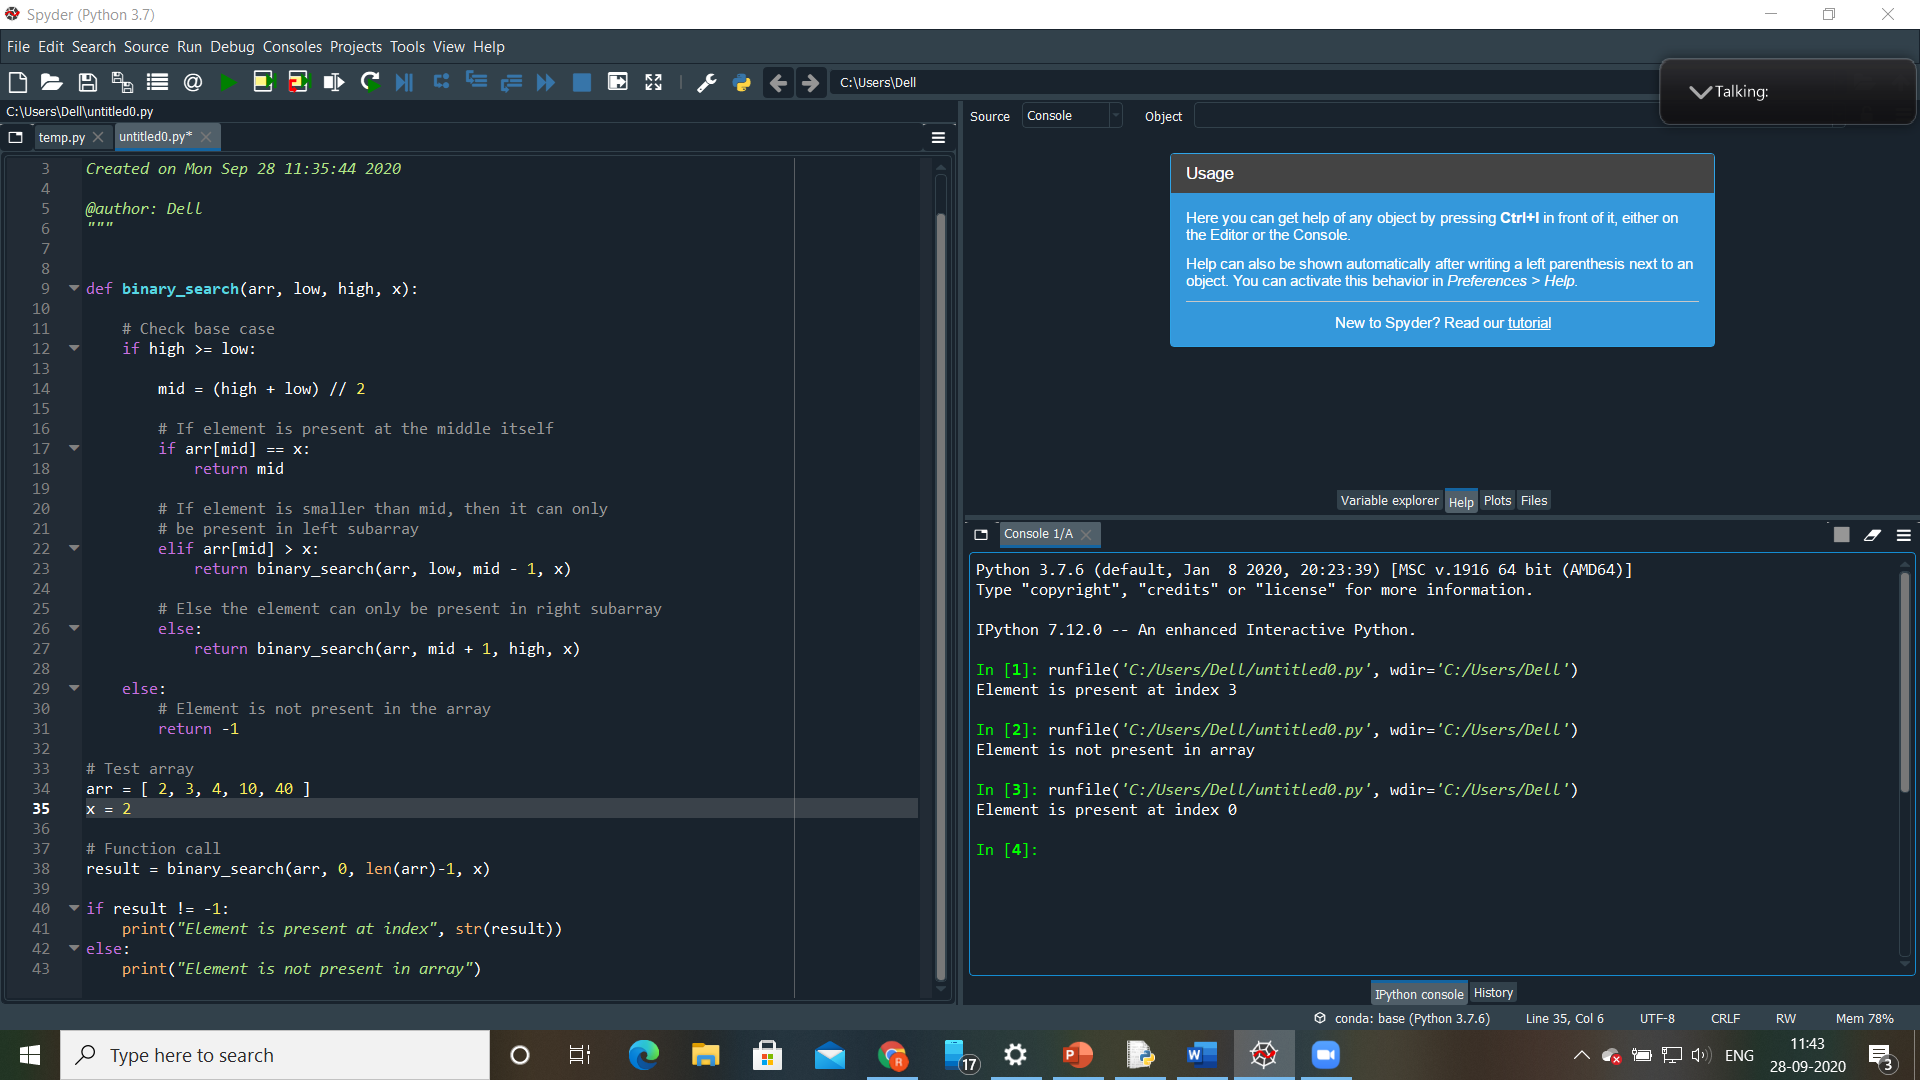 Spyder (Python 3.7)
File Edit Search Source Run Debug Consoles Projects Tools View Help
C:\Users\Dell
Talking:
C:\Users\Dell\untitled0.py
temp.py
untitled0.py*
3 Created on Mon Sep 28 11:35:44 2020
4
5 @author: Dell
6 """
7
8
9 def binary_search(arr, low, high, x):
10
11 # Check base case
12 if high >= low:
13
14 mid = (high + low) // 2
15
16 # If element is present at the middle itself
17 if arr[mid] == x:
18 return mid
19
20 # If element is smaller than mid, then it can only
21 # be present in left subarray
22 elif arr[mid] > x:
23 return binary_search(arr, low, mid - 1, x)
24
25 # Else the element can only be present in right subarray
26 else:
27 return binary_search(arr, mid + 1, high, x)
28
29 else:
30 # Element is not present in the array
31 return -1
32
33 # Test array
34 arr = [ 2, 3, 4, 10, 40 ]
35 x = 2
36
37 # Function call
38 result = binary_search(arr, 0, len(arr)-1, x)
39
40 if result != -1:
41 print("Element is present at index", str(result))
42 else:
43 print("Element is not present in array")
Source Console Object
Usage
Here you can get help of any object by pressing Ctrl+I in front of it, either on
the Editor or the Console.
Help can also be shown automatically after writing a left parenthesis next to an
object. You can activate this behavior in Preferences > Help.
New to Spyder? Read our tutorial
Variable explorer Help Plots Files
Console 1/A
Python 3.7.6 (default, Jan  8 2020, 20:23:39) [MSC v.1916 64 bit (AMD64)]
Type "copyright", "credits" or "license" for more information.
IPython 7.12.0 -- An enhanced Interactive Python.
In [1]: runfile('C:/Users/Dell/untitled0.py', wdir='C:/Users/Dell')
Element is present at index 3
In [2]: runfile('C:/Users/Dell/untitled0.py', wdir='C:/Users/Dell')
Element is not present in array
In [3]: runfile('C:/Users/Dell/untitled0.py', wdir='C:/Users/Dell')
Element is present at index 0
In [4]:
IPython console History
conda: base (Python 3.7.6) Line 35, Col 6 UTF-8 CRLF RW Mem 78%
Type here to search
R
17
P
W
ENG
11:43
28-09-2020
3